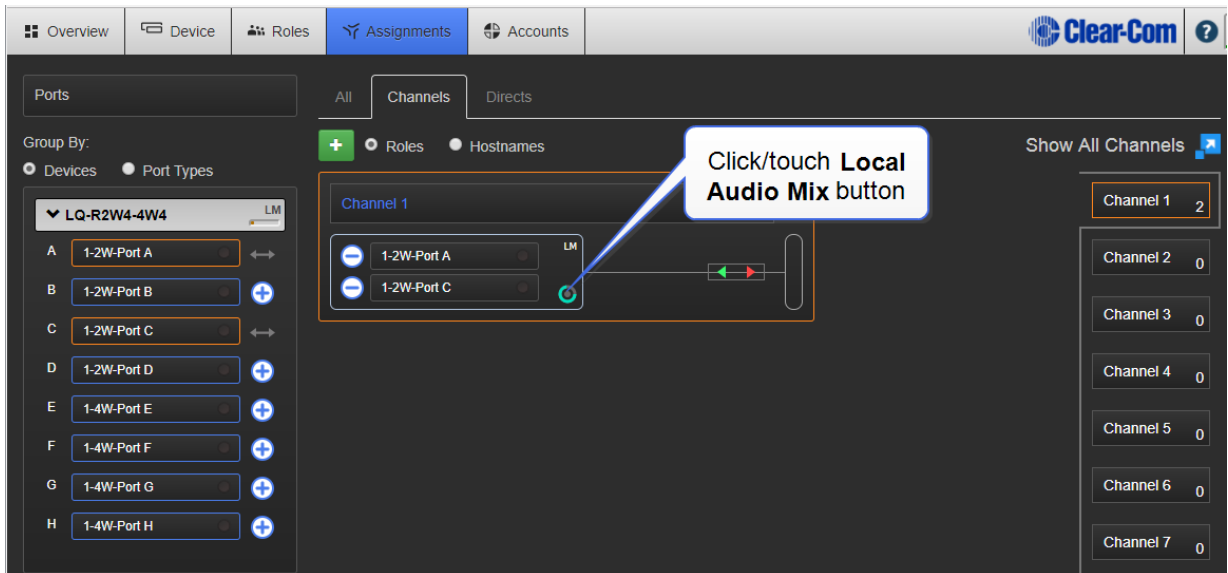 Overview
Device
Roles
Assignments
Accounts
Clear-Com
?
Ports
Group By:
Devices
Port Types
LQ-R2W4-4W4
LM
A
1-2W-Port A
B
1-2W-Port B
C
1-2W-Port C
D
1-2W-Port D
E
1-4W-Port E
F
1-4W-Port F
G
1-4W-Port G
H
1-4W-Port H
All
Channels
Directs
Roles
Hostnames
Channel 1
1-2W-Port A
LM
1-2W-Port C
Click/touch Local
Audio Mix button
Show All Channels
Channel 1 2
Channel 2 0
Channel 3 0
Channel 4 0
Channel 5 0
Channel 6 0
Channel 7 0